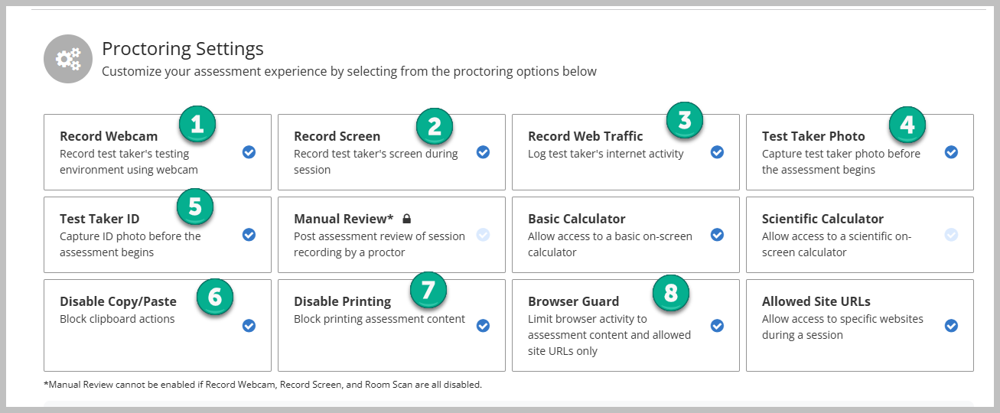 Proctoring Settings
Customize your assessment experience by selecting from the proctoring options below
1
Record Webcam
Record test taker's testing
environment using webcam
2
Record Screen
Record test taker's screen during
session
3
Record Web Traffic
Log test taker's internet activity
4
Test Taker Photo
Capture test taker photo before
the assessment begins
5
Test Taker ID
Capture ID photo before the
assessment begins
Manual Review*
Post assessment review of session
recording by a proctor
Basic Calculator
Allow access to a basic on-screen
calculator
Scientific Calculator
Allow access to a scientific on-
screen calculator
6
Disable Copy/Paste
Block clipboard actions
7
Disable Printing
Block printing assessment content
8
Browser Guard
Limit browser activity to
assessment content and allowed
site URLs only
Allowed Site URLs
Allow access to specific websites
during a session
*Manual Review cannot be enabled if Record Webcam, Record Screen, and Room Scan are all disabled.